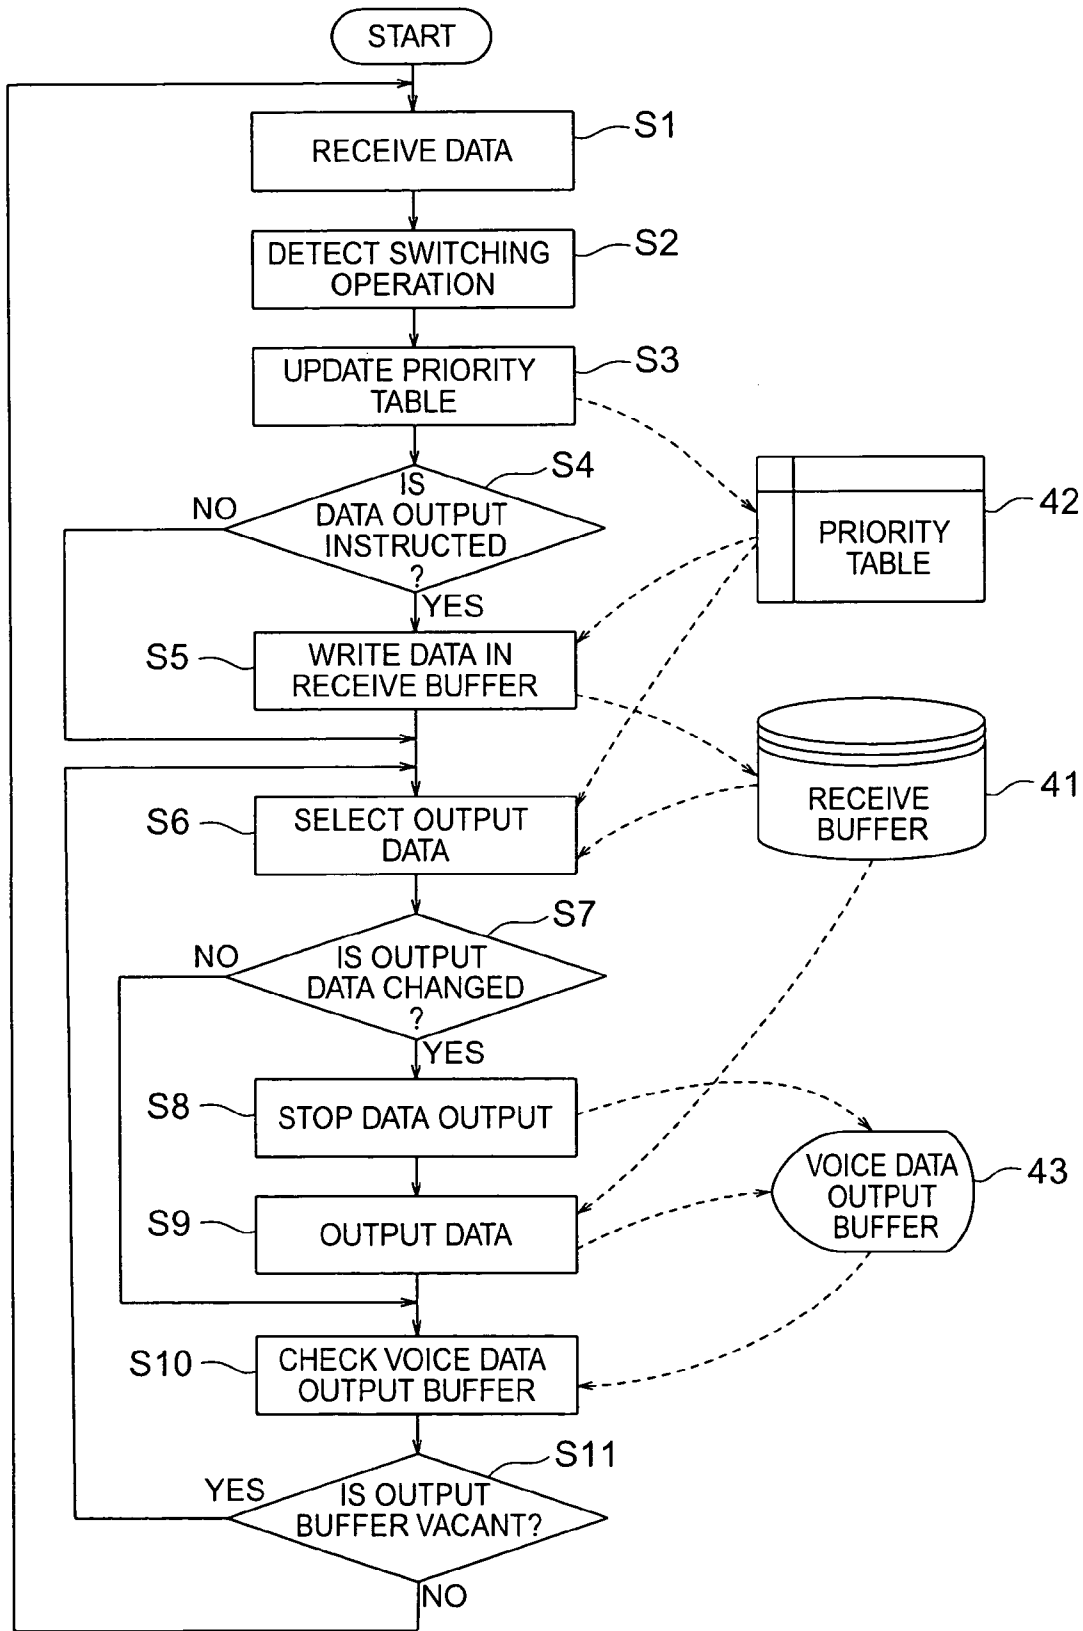 START
RECEIVE DATA
S1
DETECT SWITCHING
OPERATION
S2
UPDATE PRIORITY
TABLE
S3
IS
DATA OUTPUT
INSTRUCTED
?
S4
NO
YES
PRIORITY
TABLE
42
S5
WRITE DATA IN
RECEIVE BUFFER
RECEIVE
BUFFER
41
S6
SELECT OUTPUT
DATA
S7
NO
IS OUTPUT
DATA CHANGED
?
YES
S8
STOP DATA OUTPUT
VOICE DATA
OUTPUT
BUFFER
43
S9
OUTPUT DATA
S10
CHECK VOICE DATA
OUTPUT BUFFER
S11
YES
IS OUTPUT
BUFFER VACANT?
NO